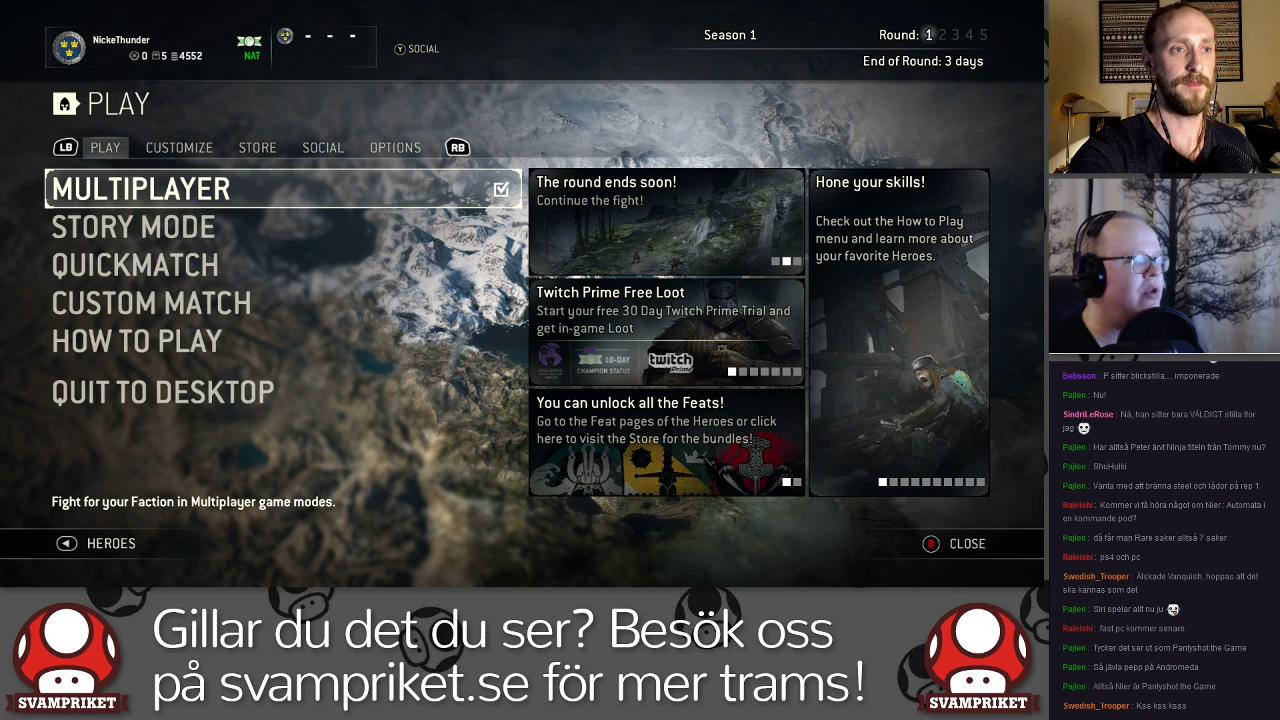 NickeThunder
0 5 4552
NAT
- - -
Y SOCIAL
Season 1
Round: 1 2 3 4 5
End of Round: 3 days
PLAY
LB PLAY CUSTOMIZE STORE SOCIAL OPTIONS RB
MULTIPLAYER
STORY MODE
QUICKMATCH
CUSTOM MATCH
HOW TO PLAY
QUIT TO DESKTOP
Fight for your Faction in Multiplayer game modes.
The round ends soon!
Continue the fight!
Twitch Prime Free Loot
Start your free 30 Day Twitch Prime Trial and
get in-game Loot
10-DAY
CHAMPION STATUS
twitch
Prime
You can unlock all the Feats!
Go to the Feat pages of the Heroes or click
here to visit the Store for the bundles!
Hone your skills!
Check out the How to Play
menu and learn more about
your favorite Heroes.
HEROES
B CLOSE
Bebsson : P sitter blickstilla.... imponerade
Pajlen : Nu!
SindriLeRose : Nä, han sitter bara VÄLDIGT stilla ttor
jag
Pajlen : Har alltså Peter ärvt Ninja titeln från Tommy nu?
Pajlen : ShuHulki
Pajlen : Vänta med att bränna steel och lådor på rep 1
Raleishi : Kommer vi få höra något om Nier : Automata i
en kommande pod?
Pajlen : då får man Rare saker alltså 7 saker
Raleishi : ps4 och pc
Swedish_Trooper : Älskade Vanquish, hoppas att det
ska kännas som det
Pajlen : Siri spelar allt nu ju
Raleishi : fast pc kommer senare.
Pajlen : Tycker det ser ut som Pantyshot the Game
Pajlen : Så jävla pepp på Andromeda
Pajlen : Alltså Nier är Pantyshot the Game
Swedish_Trooper : Kss kss ksss
Gillar du det du ser? Besök oss
på svampriket.se för mer trams!
SVAMPRIKET
SVAMPRIKET